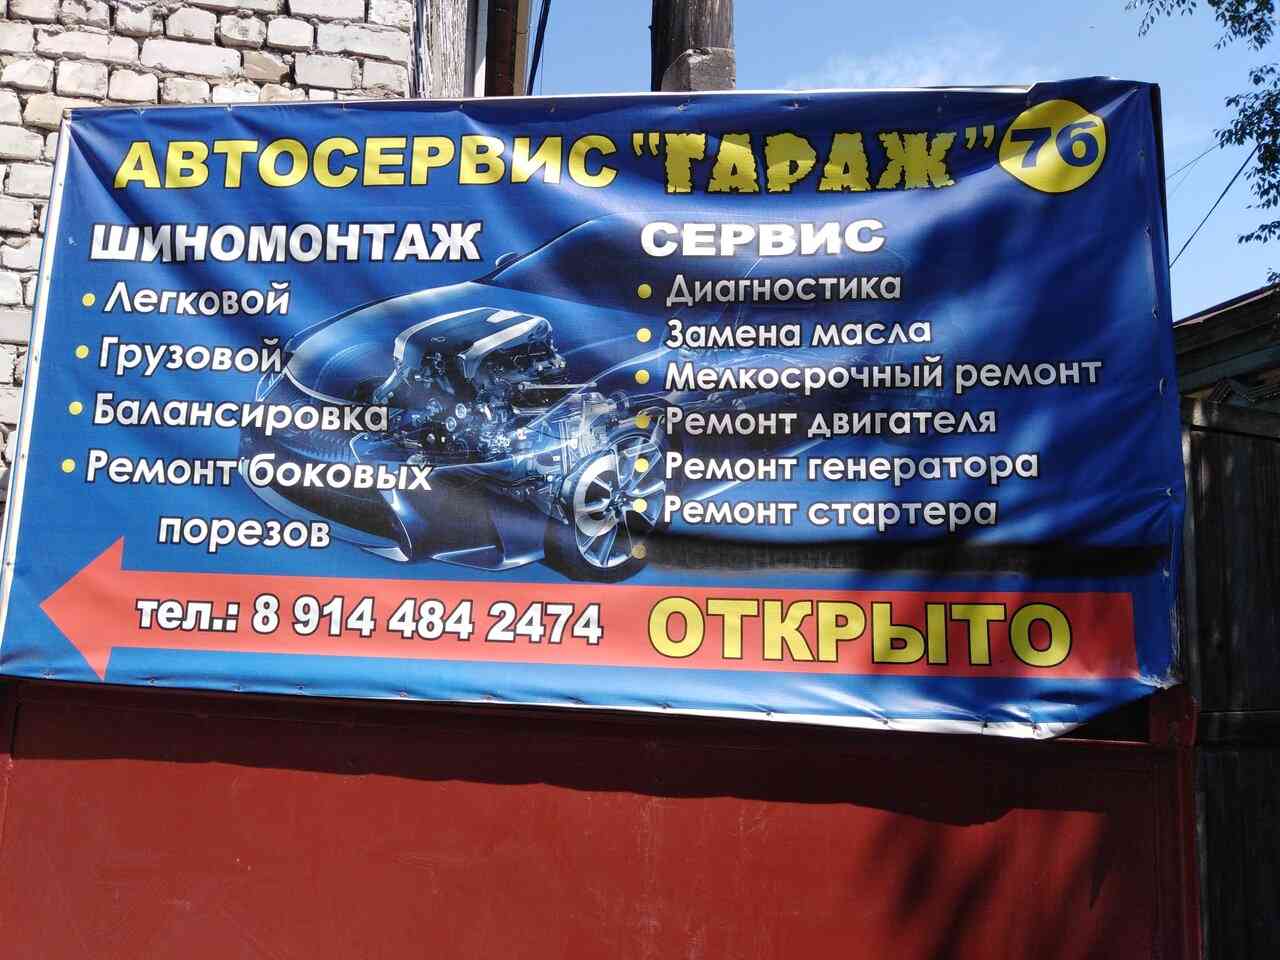 АВТОСЕРВИС "ГАРАЖ" 76
ШИНОМОНТАЖ
• Легковой
• Грузовой
• Балансировка
• Ремонт боковых
порезов
СЕРВИС
• Диагностика
• Замена масла
• Мелкосрочный ремонт
• Ремонт двигателя
• Ремонт генератора
• Ремонт стартера
тел.: 8 914 484 2474 ОТКРЫТО